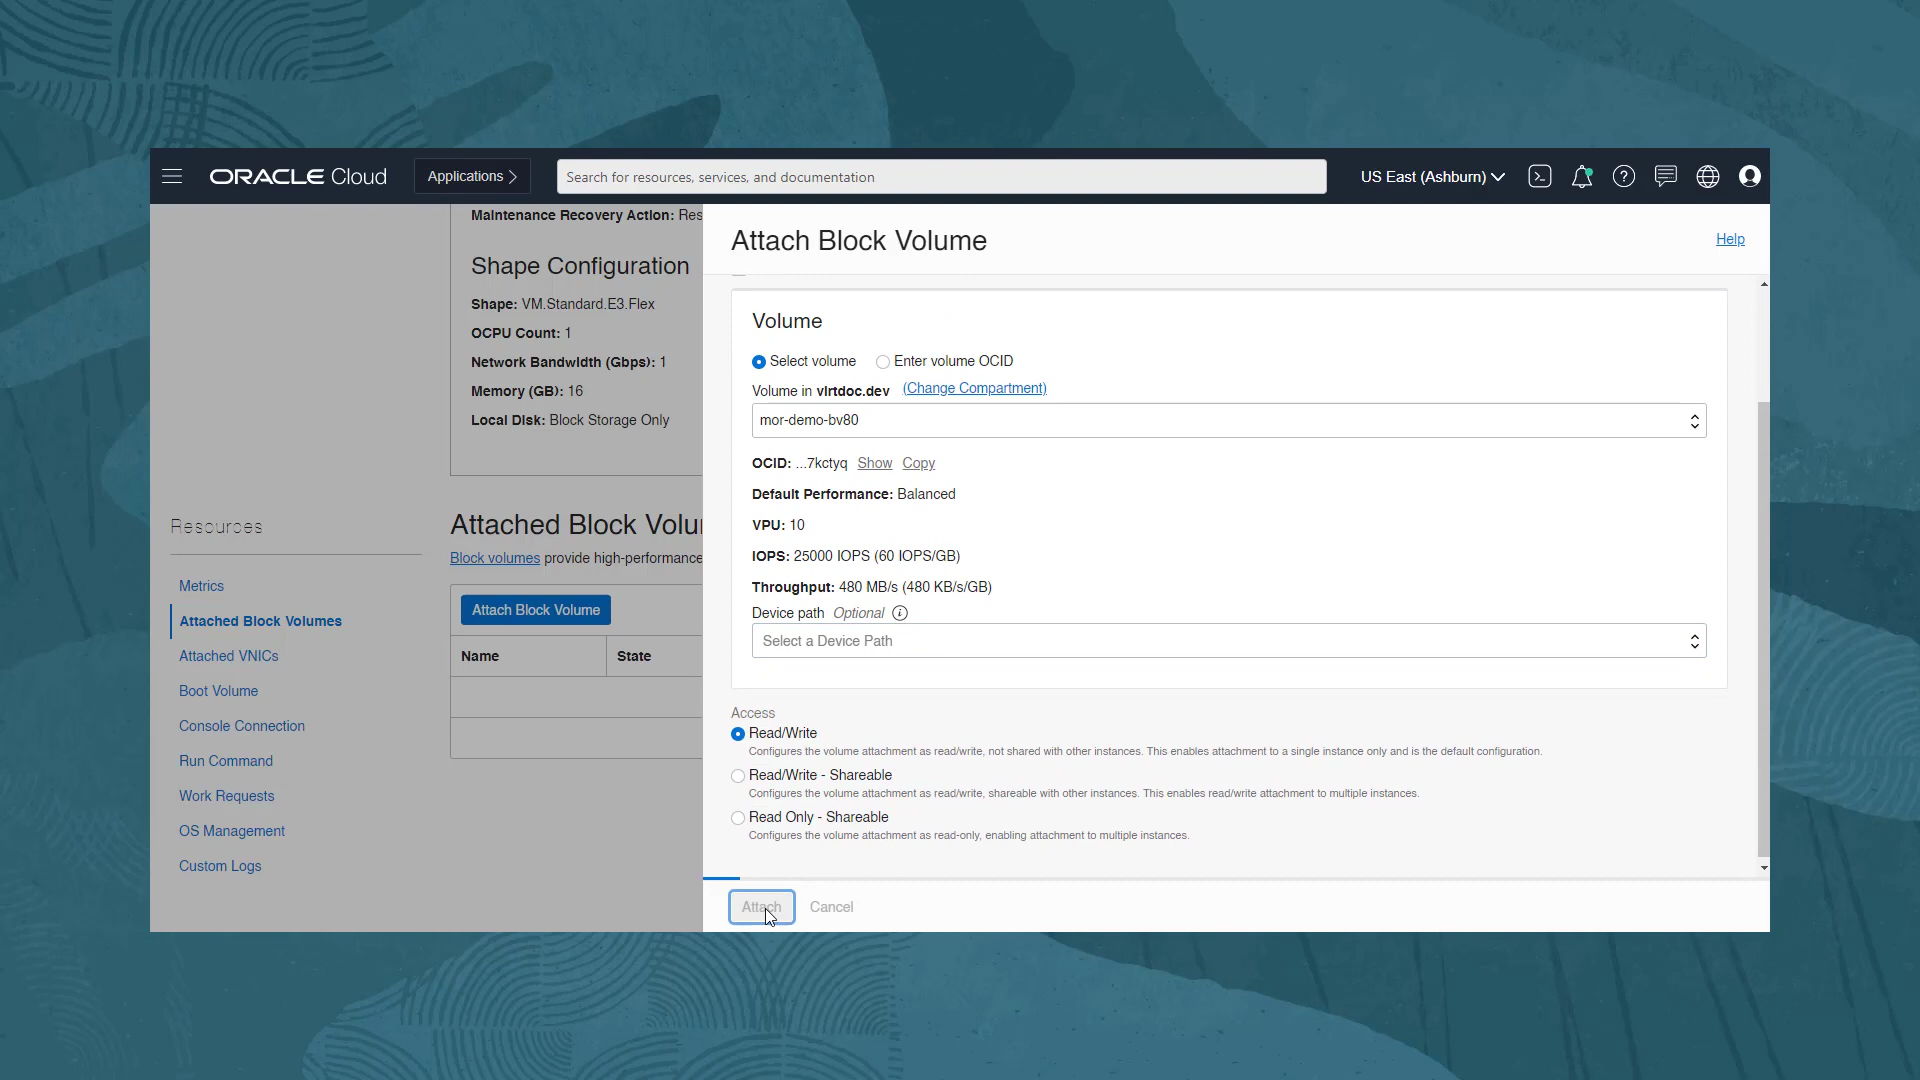 ORACLE Cloud
Applications
Search for resources, services, and documentation
US East (Ashburn)
Maintenance Recovery Action: Res
Shape Configuration
Shape: VM.Standard.E3.Flex
OCPU Count: 1
Network Bandwidth (Gbps): 1
Memory (GB): 16
Local Disk: Block Storage Only
Resources
Metrics
Attached Block Volumes
Attached VNICs
Boot Volume
Console Connection
Run Command
Work Requests
OS Management
Custom Logs
Attached Block Volu
Block volumes provide high-performance
Attach Block Volume
Name State
Attach Block Volume
Help
Volume
Select volume Enter volume OCID
Volume in virtdoc.dev (Change Compartment)
mor-demo-bv80
OCID: ...7kctyq Show Copy
Default Performance: Balanced
VPU: 10
IOPS: 25000 IOPS (60 IOPS/GB)
Throughput: 480 MB/s (480 KB/s/GB)
Device path Optional
Select a Device Path
Access
Read/Write
Configures the volume attachment as read/write, not shared with other instances. This enables attachment to a single instance only and is the default configuration.
Read/Write - Shareable
Configures the volume attachment as read/write, shareable with other instances. This enables read/write attachment to multiple instances.
Read Only - Shareable
Configures the volume attachment as read-only, enabling attachment to multiple instances.
Attach Cancel